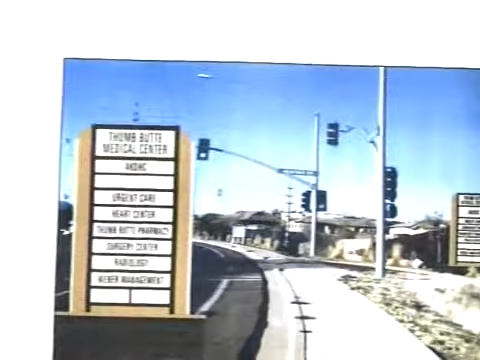 THUMB BUTTE
MEDICAL CENTER
URGENT CARE
HEART CENTER
THUMB BUTTE PHARMACY
SURGERY CENTER
RADIOLOGY
WEBER MANAGEMENT